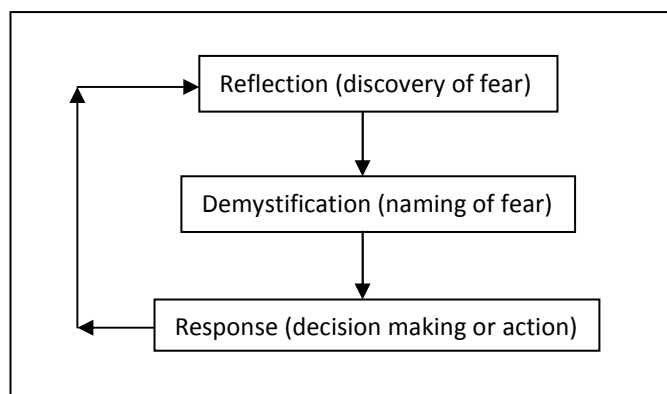 Reflection (discovery of fear)
Demystification (naming of fear)
Response (decision making or action)